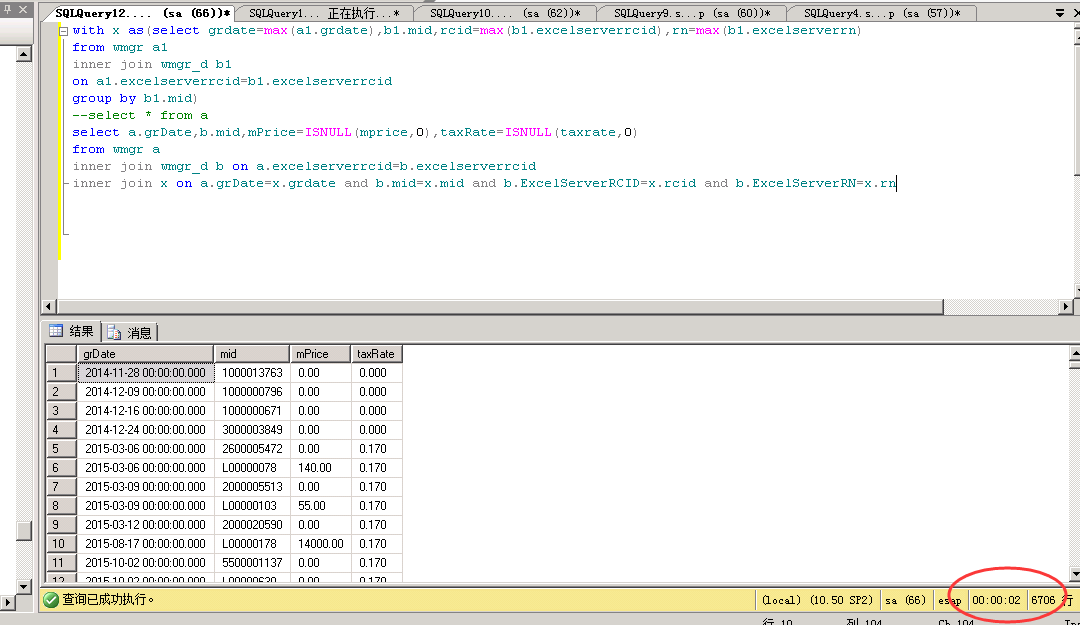 SQLQuery12.... (sa (66))* SQLQuery1... 正在执行...* SQLQuery10.... (sa (62))* SQLQuery9.s...p (sa (60))* SQLQuery4.s...p (sa (57))*
with x as(select grdate=max(a1.grdate),b1.mid,rcid=max(b1.excelserverrcid),rn=max(b1.excelserverrn)
from wmgr a1
inner join wmgr_d b1
on a1.excelserverrcid=b1.excelserverrcid
group by b1.mid)
--select * from a
select a.grDate,b.mid,mPrice=ISNULL(mprice,0),taxRate=ISNULL(taxrate,0)
from wmgr a
inner join wmgr_d b on a.excelserverrcid=b.excelserverrcid
inner join x on a.grDate=x.grdate and b.mid=x.mid and b.ExcelServerRCID=x.rcid and b.ExcelServerRN=x.rn
结果 消息
grDate mid mPrice taxRate
1 2014-11-28 00:00:00.000 1000013763 0.00 0.000
2 2014-12-09 00:00:00.000 1000000796 0.00 0.000
3 2014-12-16 00:00:00.000 1000000671 0.00 0.000
4 2014-12-24 00:00:00.000 3000003849 0.00 0.000
5 2015-03-06 00:00:00.000 2600005472 0.00 0.170
6 2015-03-06 00:00:00.000 L00000078 140.00 0.170
7 2015-03-09 00:00:00.000 2000005513 0.00 0.170
8 2015-03-09 00:00:00.000 L00000103 55.00 0.170
9 2015-03-12 00:00:00.000 2000020590 0.00 0.170
10 2015-08-17 00:00:00.000 L00000178 14000.00 0.170
11 2015-10-02 00:00:00.000 5500001137 0.00 0.170
12 2015-10-02 00:00:00.000 L00000630 0.00 0.170
查询已成功执行。 (local) (10.50 SP2) sa (66) esap 00:00:02 6706 行
行 10 列 104 Ch 104